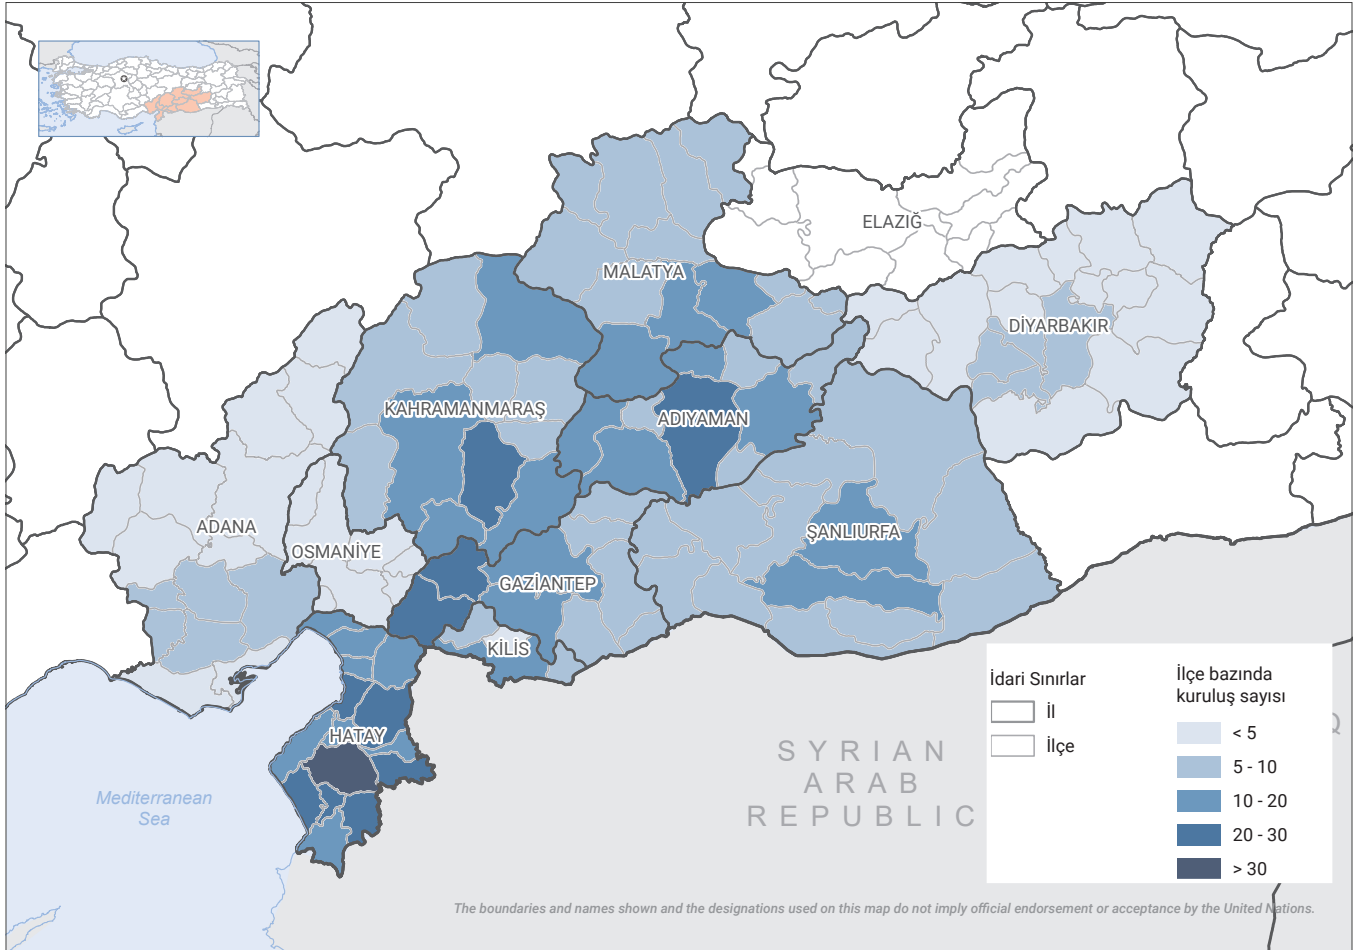 ELAZIĞ
MALATYA
DİYARBAKIR
KAHRAMANMARAŞ
ADIYAMAN
ADANA
OSMANİYE
ŞANLIURFA
GAZİANTEP
KİLİS
HATAY
Mediterranean
Sea
SYRIAN
ARAB
REPUBLIC
Q
İdari Sınırlar
İl
İlçe
İlçe bazında
kuruluş sayısı
< 5
5 - 10
10 - 20
20 - 30
> 30
The boundaries and names shown and the designations used on this map do not imply official endorsement or acceptance by the United Nations.